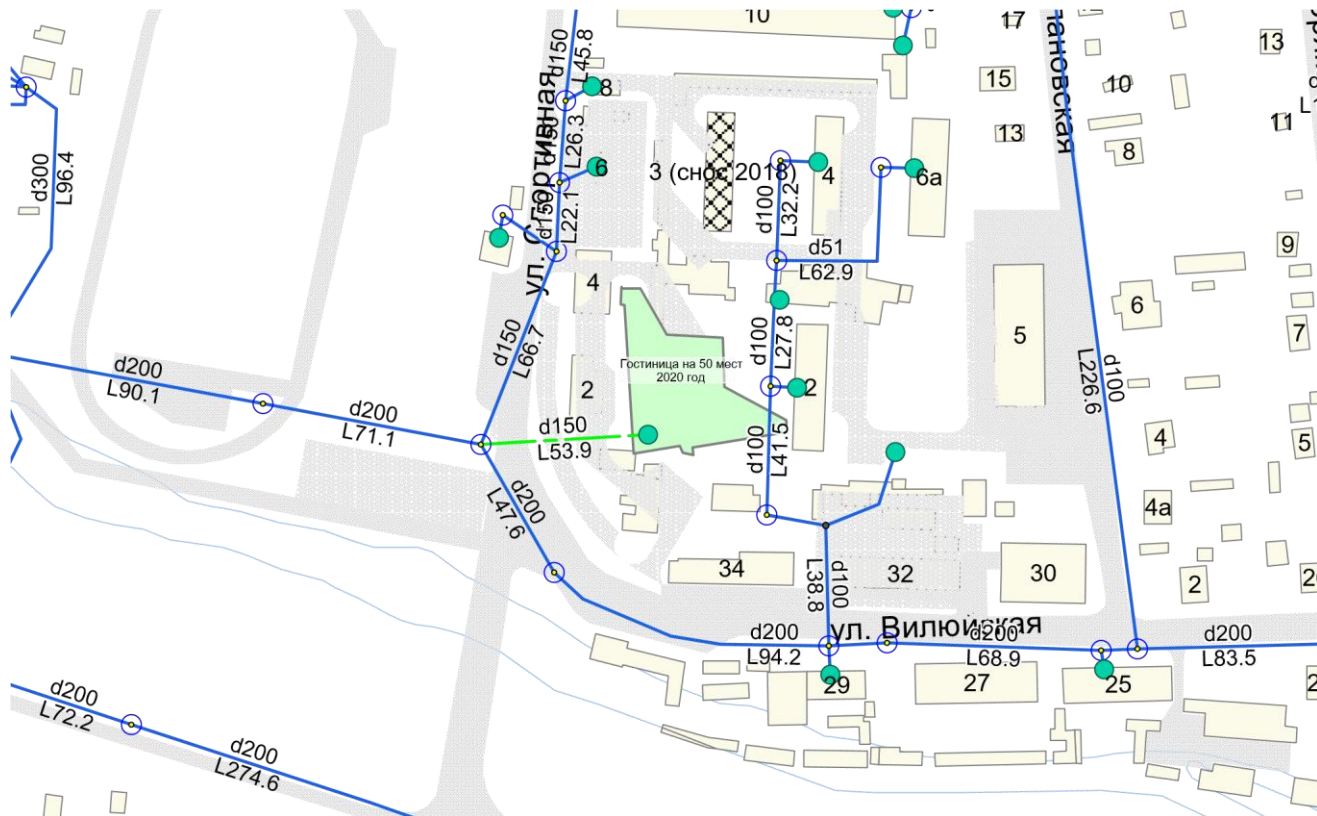 10
17
13
15
10
11
13
8
d150
L45.8
8
d150
L26.3
6
3 (снос 2018)
4
6а
d300
L96.4
d100
L32.2
d150
L22.1
ул. Спортивная
d51
L62.9
9
4
6
5
7
d150
L66.7
d100
L27.8
Гостиница на 50 мест
2020 год
d100
L226.6
d200
L90.1
d200
L71.1
2
2
d150
L53.9
d100
L41.5
4
5
d200
L47.6
4а
34
d100
L38.8
32
30
2
ул. Вилюйская
d200
L94.2
d200
L68.9
d200
L83.5
29
27
25
d200
L72.2
d200
L274.6